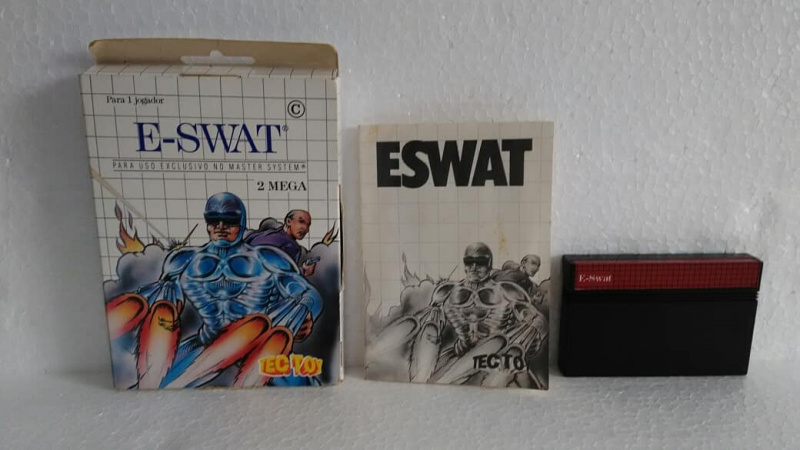 Para 1 jogador
©
E-SWAT®
PARA USO EXCLUSIVO NO MASTER SYSTEM®
2 MEGA
TEC TOY
ESWAT
TEC TO
E-Swat